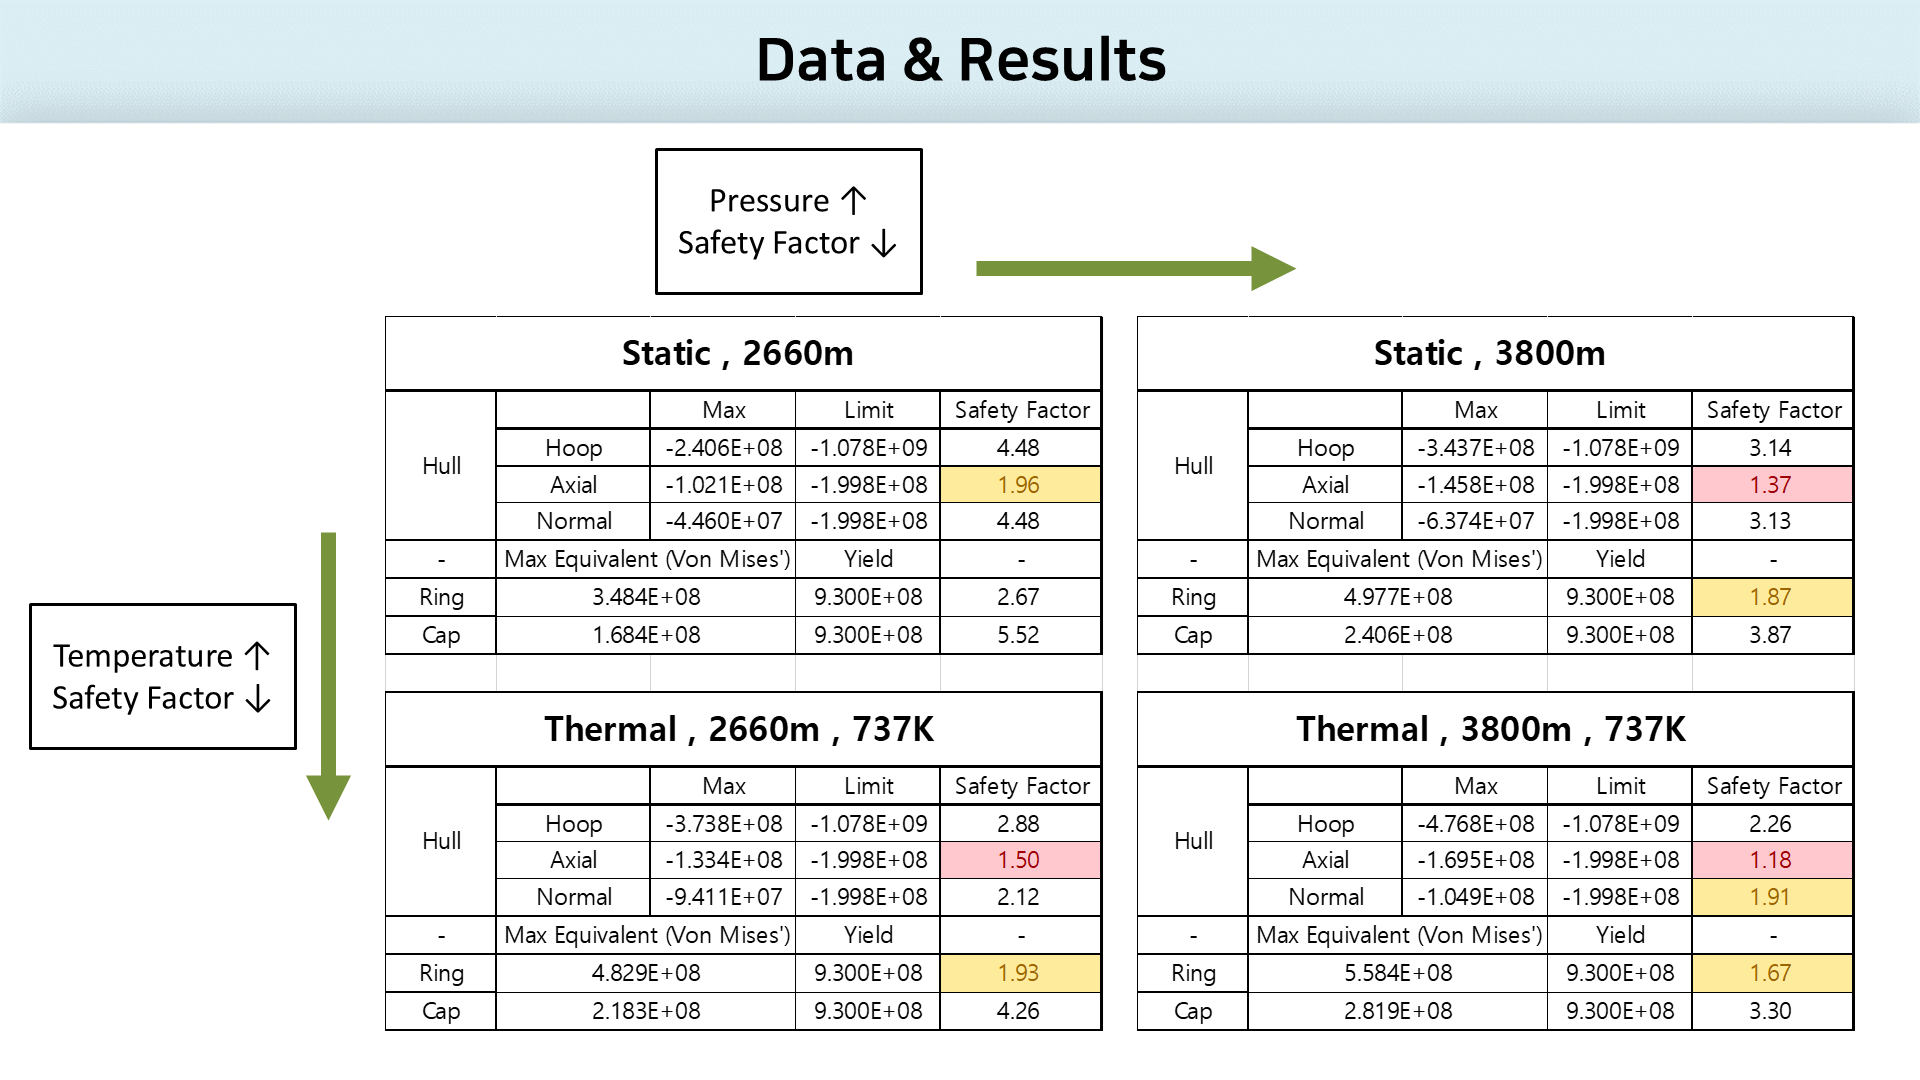 Data & Results
Pressure ↑
Safety Factor ↓
Temperature ↑
Safety Factor ↓
Static , 2660m
Max Limit Safety Factor
Hull
Hoop -2.406E+08 -1.078E+09 4.48
Axial -1.021E+08 -1.998E+08 1.96
Normal -4.460E+07 -1.998E+08 4.48
- Max Equivalent (Von Mises') Yield -
Ring 3.484E+08 9.300E+08 2.67
Cap 1.684E+08 9.300E+08 5.52
Static , 3800m
Max Limit Safety Factor
Hull
Hoop -3.437E+08 -1.078E+09 3.14
Axial -1.458E+08 -1.998E+08 1.37
Normal -6.374E+07 -1.998E+08 3.13
- Max Equivalent (Von Mises') Yield -
Ring 4.977E+08 9.300E+08 1.87
Cap 2.406E+08 9.300E+08 3.87
Thermal , 2660m , 737K
Max Limit Safety Factor
Hull
Hoop -3.738E+08 -1.078E+09 2.88
Axial -1.334E+08 -1.998E+08 1.50
Normal -9.411E+07 -1.998E+08 2.12
- Max Equivalent (Von Mises') Yield -
Ring 4.829E+08 9.300E+08 1.93
Cap 2.183E+08 9.300E+08 4.26
Thermal , 3800m , 737K
Max Limit Safety Factor
Hull
Hoop -4.768E+08 -1.078E+09 2.26
Axial -1.695E+08 -1.998E+08 1.18
Normal -1.049E+08 -1.998E+08 1.91
- Max Equivalent (Von Mises') Yield -
Ring 5.584E+08 9.300E+08 1.67
Cap 2.819E+08 9.300E+08 3.30